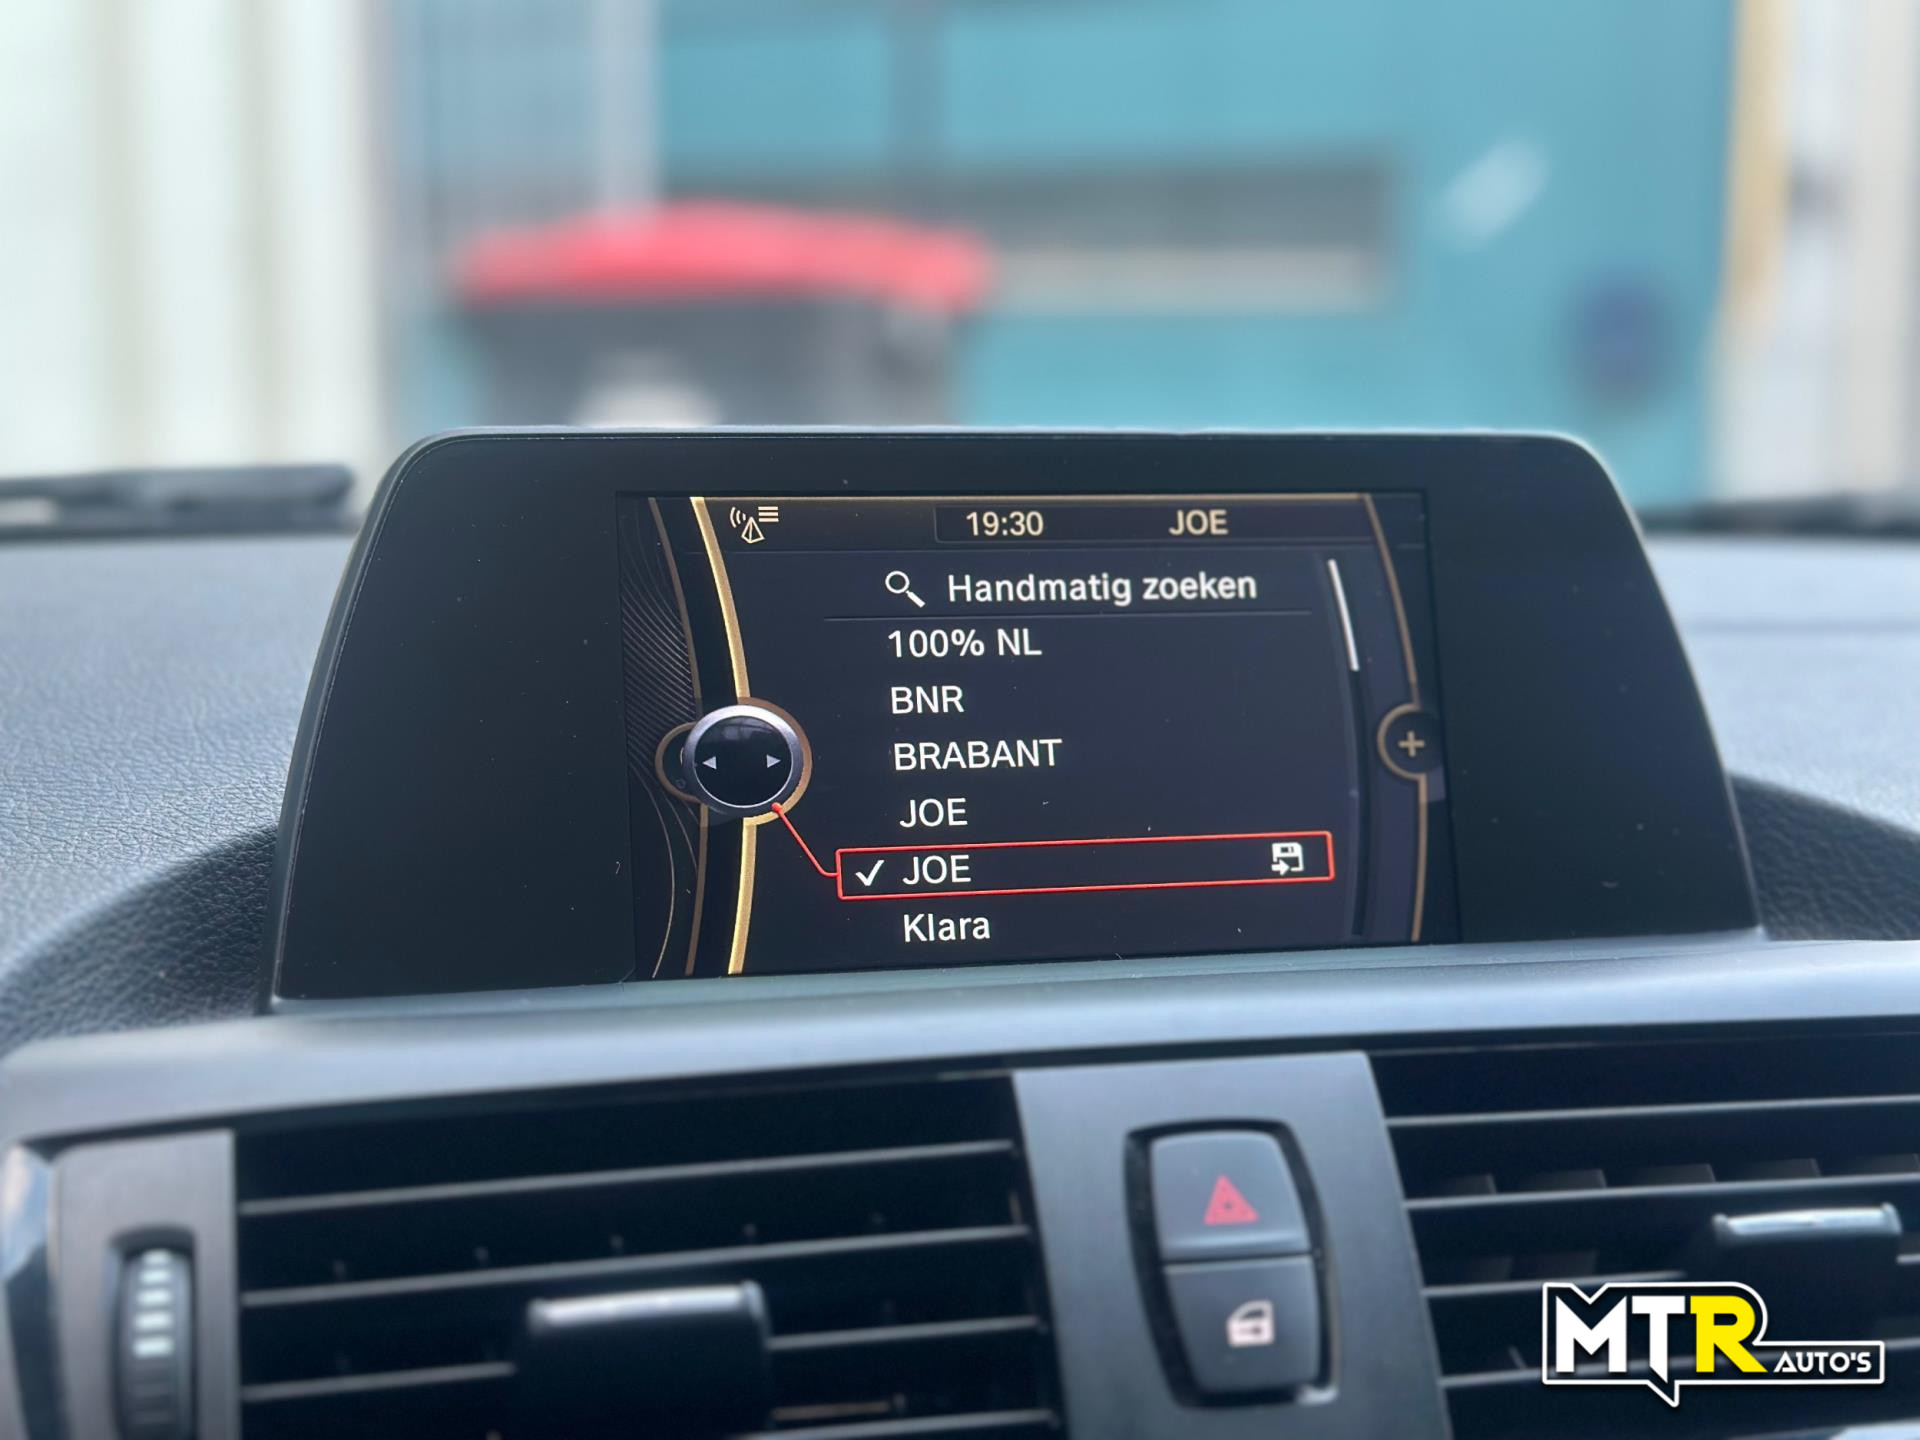 19:30 JOE
Handmatig zoeken
100% NL
BNR
BRABANT
JOE
JOE
Klara
MTR AUTO'S